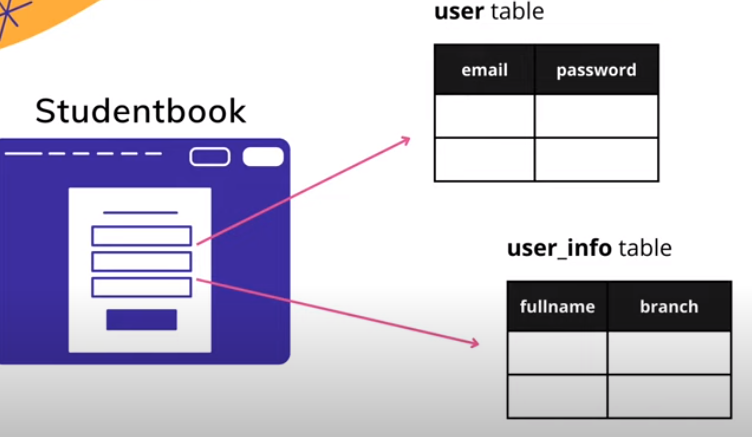 user table
email password
Studentbook
user_info table
fullname branch